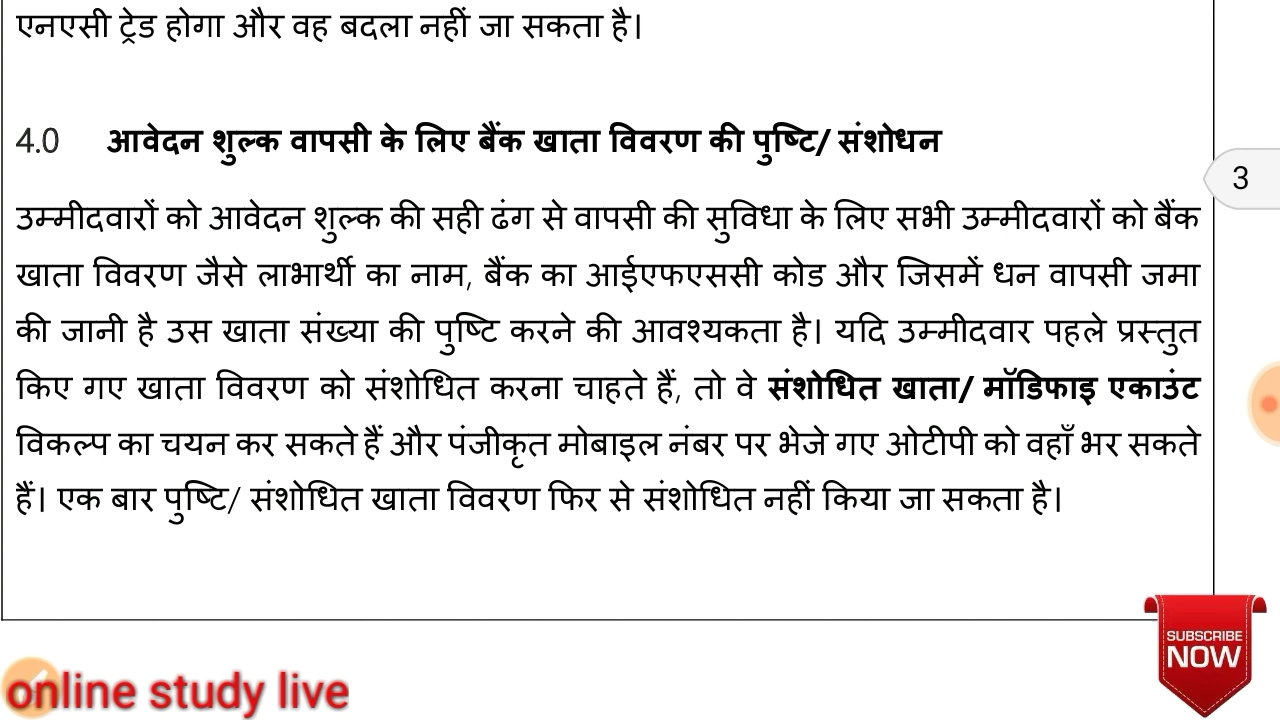 एनएसी ट्रेड होगा और वह बदला नहीं जा सकता है।
4.0 आवेदन शुल्क वापसी के लिए बैंक खाता विवरण की पुष्टि/ संशोधन
3
उम्मीदवारों को आवेदन शुल्क की सही ढंग से वापसी की सुविधा के लिए सभी उम्मीदवारों को बैंक
खाता विवरण जैसे लाभार्थी का नाम, बैंक का आईएफएससी कोड और जिसमें धन वापसी जमा
की जानी है उस खाता संख्या की पुष्टि करने की आवश्यकता है। यदि उम्मीदवार पहले प्रस्तुत
किए गए खाता विवरण को संशोधित करना चाहते हैं, तो वे संशोधित खाता/ मॉडिफाइ एकाउंट
विकल्प का चयन कर सकते हैं और पंजीकृत मोबाइल नंबर पर भेजे गए ओटीपी को वहाँ भर सकते
हैं। एक बार पुष्टि/ संशोधित खाता विवरण फिर से संशोधित नहीं किया जा सकता है।
SUBSCRIBE
NOW
online study live